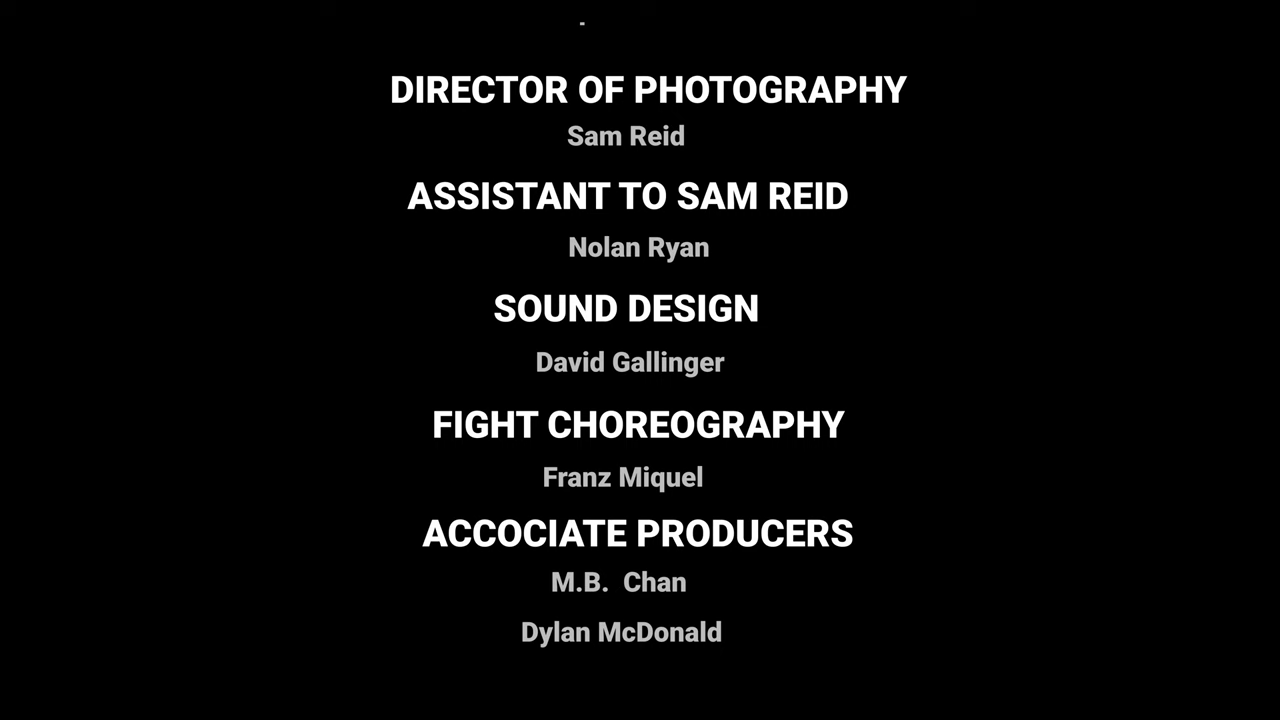 DIRECTOR OF PHOTOGRAPHY
Sam Reid
ASSISTANT TO SAM REID
Nolan Ryan
SOUND DESIGN
David Gallinger
FIGHT CHOREOGRAPHY
Franz Miquel
ACCOCIATE PRODUCERS
M.B. Chan
Dylan McDonald